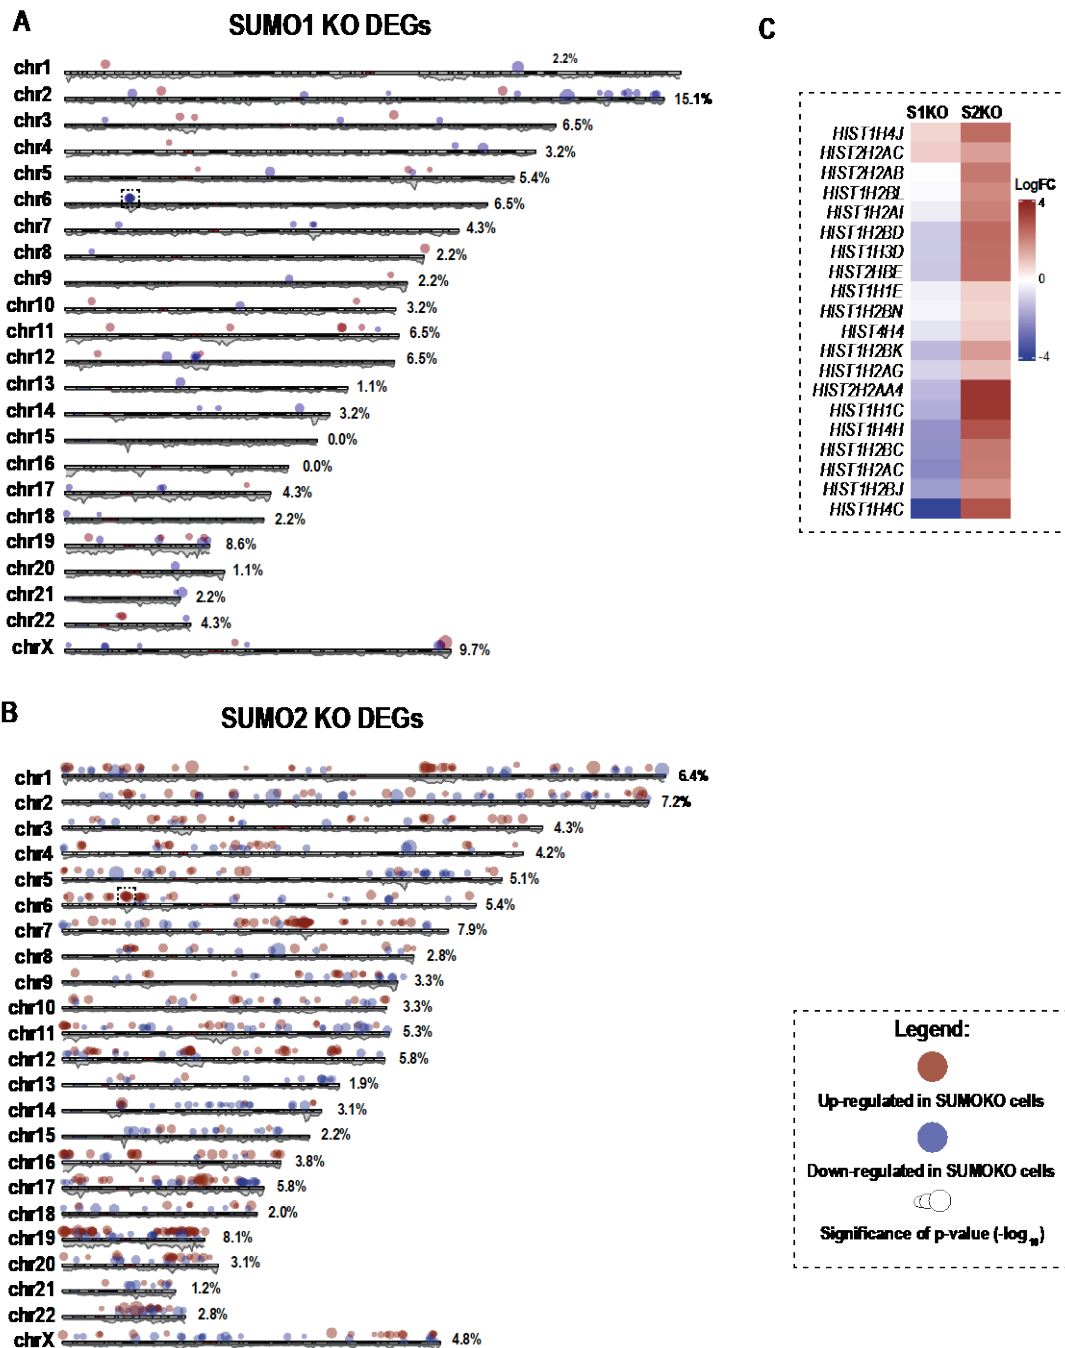 A
SUMO1 KO DEGs
chr1 2.2%
chr2 15.1%
chr3 6.5%
chr4 3.2%
chr5 5.4%
chr6 6.5%
chr7 4.3%
chr8 2.2%
chr9 2.2%
chr10 3.2%
chr11 6.5%
chr12 6.5%
chr13 1.1%
chr14 3.2%
chr15 0.0%
chr16 0.0%
chr17 4.3%
chr18 2.2%
chr19 8.6%
chr20 1.1%
chr21 2.2%
chr22 4.3%
chrX 9.7%
B
SUMO2 KO DEGs
chr1 6.4%
chr2 7.2%
chr3 4.3%
chr4 4.2%
chr5 5.1%
chr6 5.4%
chr7 7.9%
chr8 2.8%
chr9 3.3%
chr10 3.3%
chr11 5.3%
chr12 5.8%
chr13 1.9%
chr14 3.1%
chr15 2.2%
chr16 3.8%
chr17 5.8%
chr18 2.0%
chr19 8.1%
chr20 3.1%
chr21 1.2%
chr22 2.8%
chrX 4.8%
C
S1KO S2KO
HIST1H4J
HIST2H2AC
HIST2H2AB
HIST1H2BL
HIST1H2AI
HIST1H2BD
HIST1H3D
HIST2HBE
HIST1H1E
HIST1H2BN
HIST4H4
HIST1H2BK
HIST1H2AG
HIST2H2AA4
HIST1H1C
HIST1H4H
HIST1H2BC
HIST1H2AC
HIST1H2BJ
HIST1H4C
LogFC
4
0
-4
Legend:
Up-regulated in SUMOKO cells
Down-regulated in SUMOKO cells
Significance of p-value (-log10)